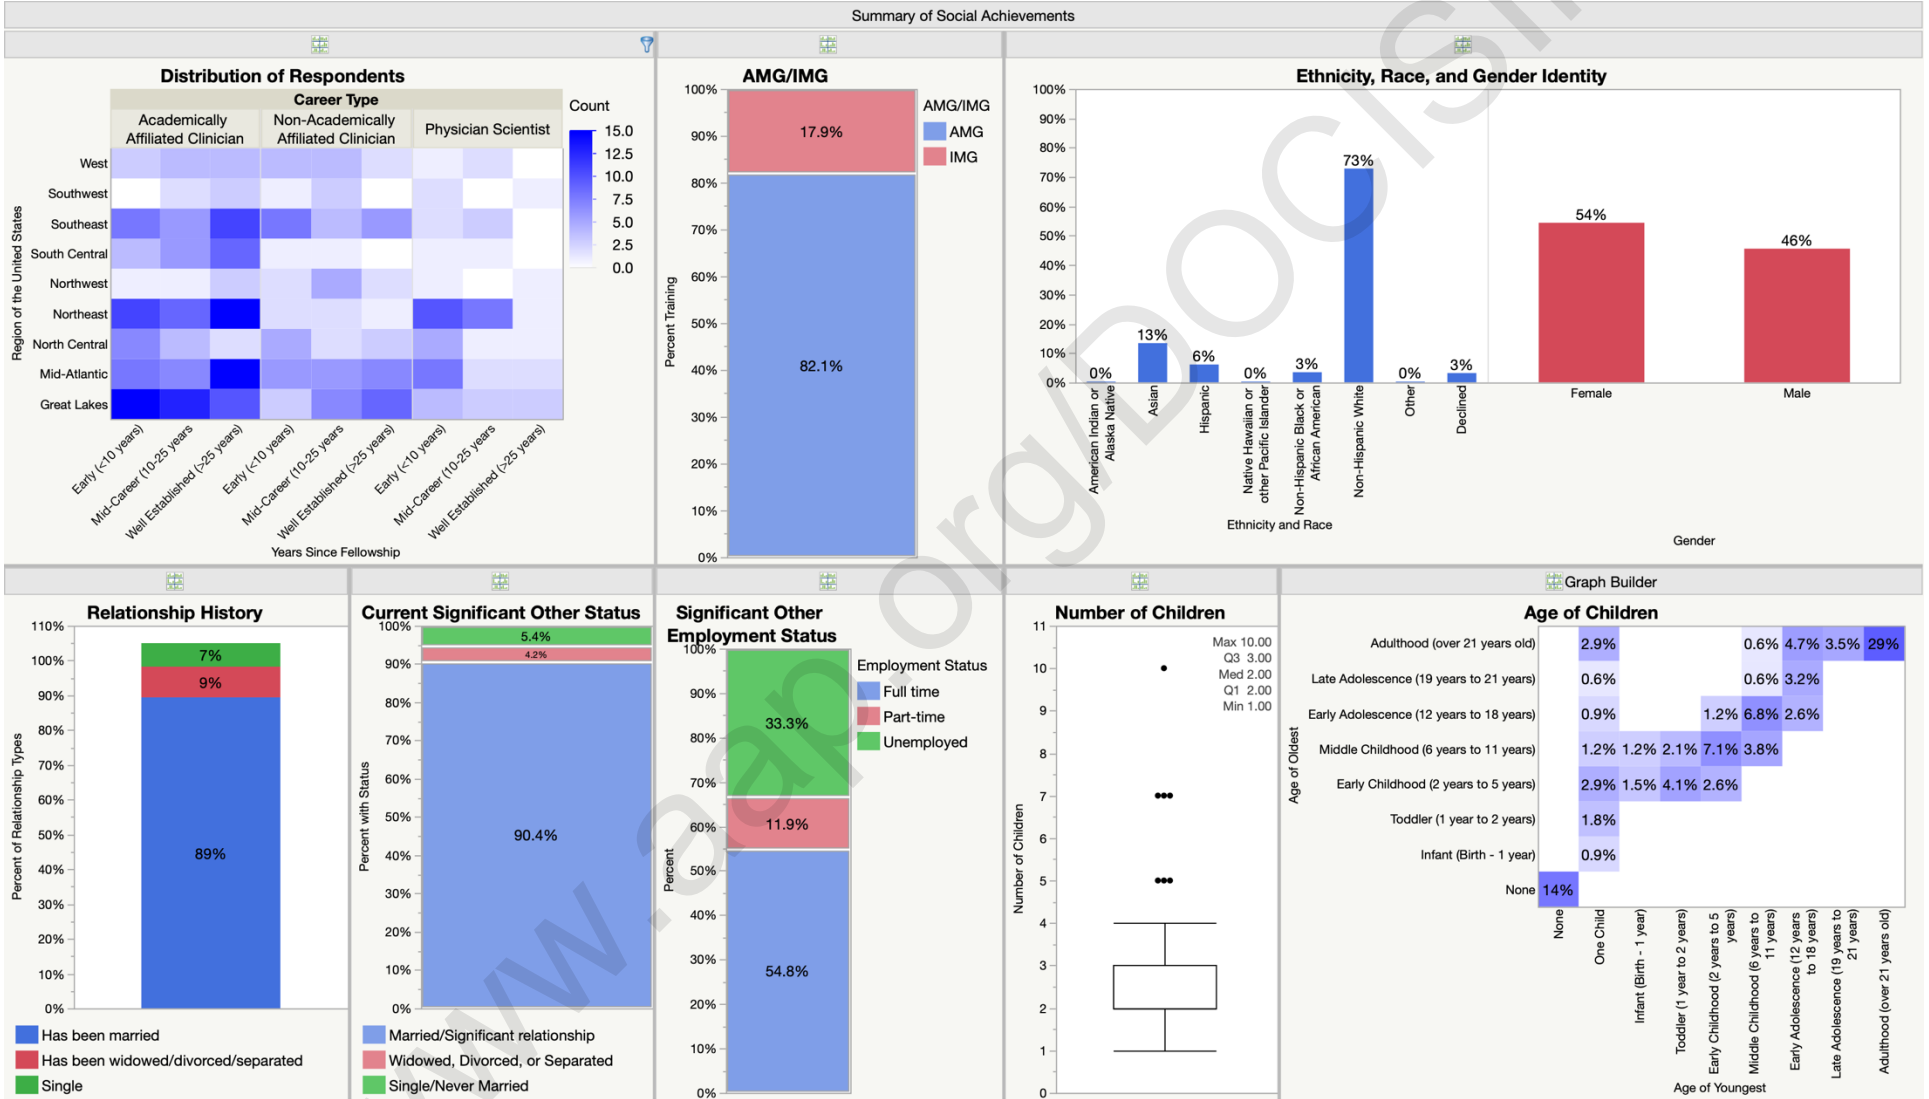 Summary of Social Achievements
Distribution of Respondents
Career Type
Academically
Affiliated Clinician
Non-Academically
Affiliated Clinician
Physician Scientist
Count
15.0
12.5
10.0
7.5
5.0
2.5
0.0
Region of the United States
West
Southwest
Southeast
South Central
Northwest
Northeast
North Central
Mid-Atlantic
Great Lakes
Early (<10 years)
Mid-Career (10-25 years
Well Established (>25 years)
Early (<10 years)
Mid-Career (10-25 years
Well Established (>25 years)
Early (<10 years)
Mid-Career (10-25 years
Well Established (>25 years)
Years Since Fellowship
AMG/IMG
Percent Training
100%
90%
80%
70%
60%
50%
40%
30%
20%
10%
0%
17.9%
82.1%
AMG/IMG
AMG
IMG
Ethnicity, Race, and Gender Identity
100%
90%
80%
70%
60%
50%
40%
30%
20%
10%
0%
0%
13%
6%
0%
3%
73%
0%
3%
54%
46%
American Indian or
Alaska Native
Asian
Hispanic
Native Hawaiian or
other Pacific Islander
Non-Hispanic Black or
African American
Non-Hispanic White
Other
Declined
Female
Male
Ethnicity and Race
Gender
Relationship History
Percent of Relationship Types
110%
100%
90%
80%
70%
60%
50%
40%
30%
20%
10%
0%
7%
9%
89%
Has been married
Has been widowed/divorced/separated
Single
Current Significant Other Status
Percent with Status
100%
90%
80%
70%
60%
50%
40%
30%
20%
10%
0%
5.4%
4.2%
90.4%
Married/Significant relationship
Widowed, Divorced, or Separated
Single/Never Married
Significant Other
Employment Status
Percent
100%
90%
80%
70%
60%
50%
40%
30%
20%
10%
0%
33.3%
11.9%
54.8%
Employment Status
Full time
Part-time
Unemployed
Number of Children
Number of Children
11
10
9
8
7
6
5
4
3
2
1
0
Max 10.00
Q3 3.00
Med 2.00
Q1 2.00
Min 1.00
Graph Builder
Age of Children
Age of Oldest
Adulthood (over 21 years old) 2.9% 0.6% 4.7% 3.5% 29%
Late Adolescence (19 years to 21 years) 0.6% 0.6% 3.2%
Early Adolescence (12 years to 18 years) 0.9% 1.2% 6.8% 2.6%
Middle Childhood (6 years to 11 years) 1.2% 1.2% 2.1% 7.1% 3.8%
Early Childhood (2 years to 5 years) 2.9% 1.5% 4.1% 2.6%
Toddler (1 year to 2 years) 1.8%
Infant (Birth - 1 year) 0.9%
None 14%
None
One Child
Infant (Birth - 1 year)
Toddler (1 year to 2 years)
Early Childhood (2 years to 5
years)
Middle Childhood (6 years to
11 years)
Early Adolescence (12 years
to 18 years)
Late Adolescence (19 years to
21 years)
Adulthood (over 21 years old)
Age of Youngest